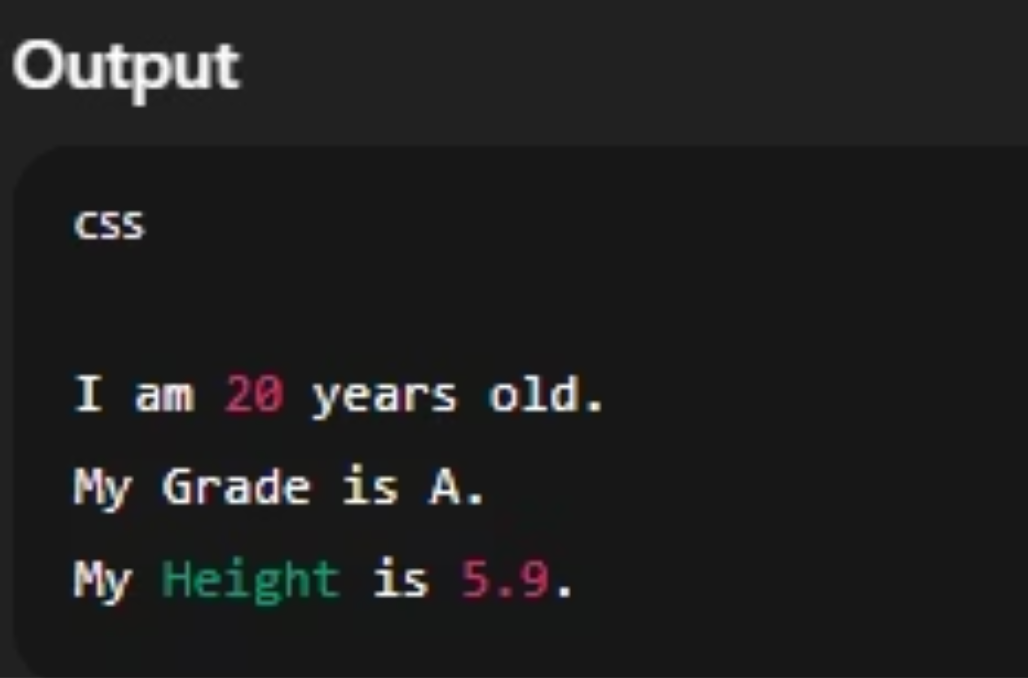 Output
css
I am 20 years old.
My Grade is A.
My Height is 5.9.